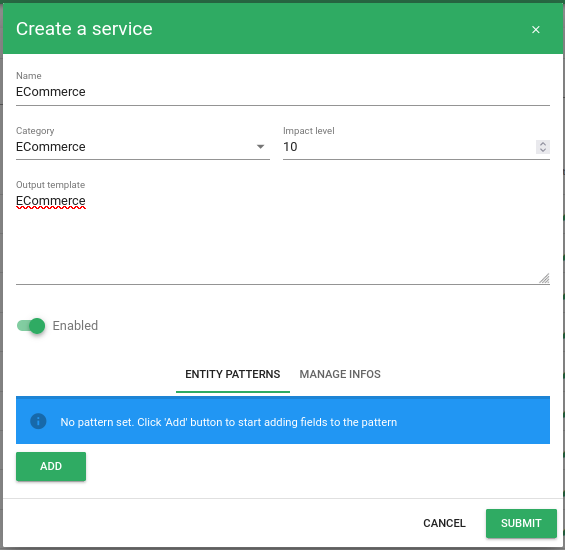 Create a service
×
Name
ECommerce
Category
Impact level
ECommerce
10
Output template
ECommerce
Enabled
ENTITY PATTERNS
MANAGE INFOS
No pattern set. Click 'Add' button to start adding fields to the pattern
ADD
CANCEL
SUBMIT